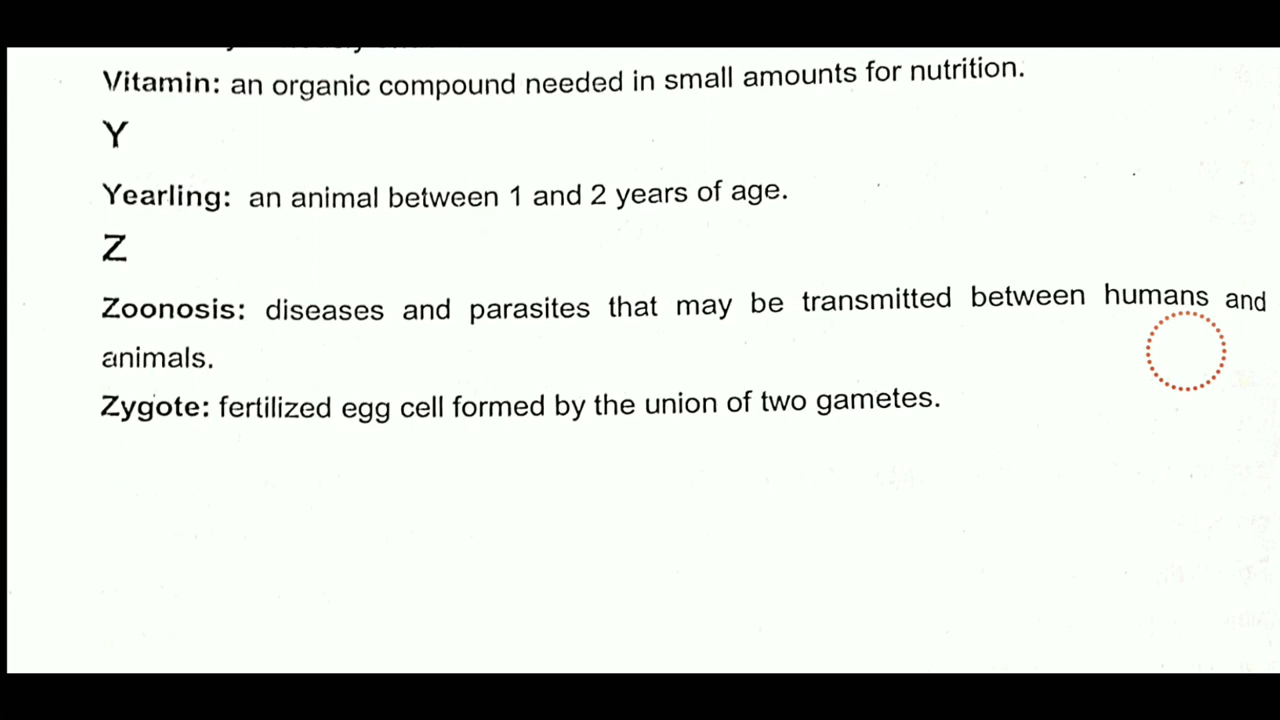 Vitamin: an organic compound needed in small amounts for nutrition.
Y
Yearling: an animal between 1 and 2 years of age.
Z
Zoonosis: diseases and parasites that may be transmitted between humans and
animals.
Zygote: fertilized egg cell formed by the union of two gametes.